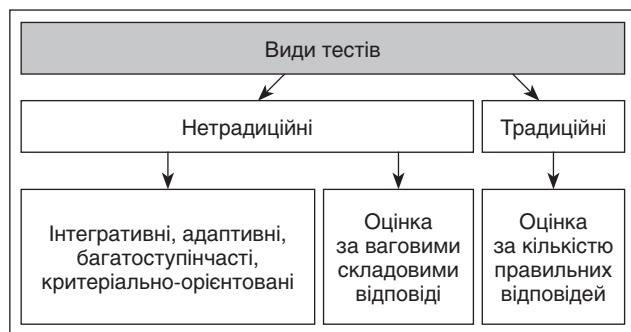 Види тестів
Нетрадиційні
Традиційні
Інтегративні, адаптивні,
багатоступінчасті,
критеріально-орієнтовані
Оцінка
за ваговими
складовими
відповіді
Оцінка
за кількістю
правильних
відповідей